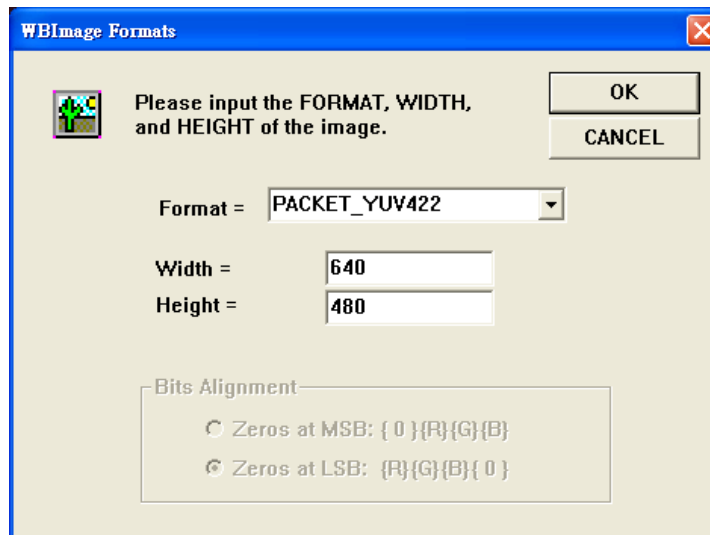 WBImage Formats
Please input the FORMAT, WIDTH,
and HEIGHT of the image.
OK
CANCEL
Format = PACKET_YUV422
Width = 640
Height = 480
Bits Alignment
Zeros at MSB: { 0 }{R}{G}{B}
Zeros at LSB: {R}{G}{B}{ 0 }